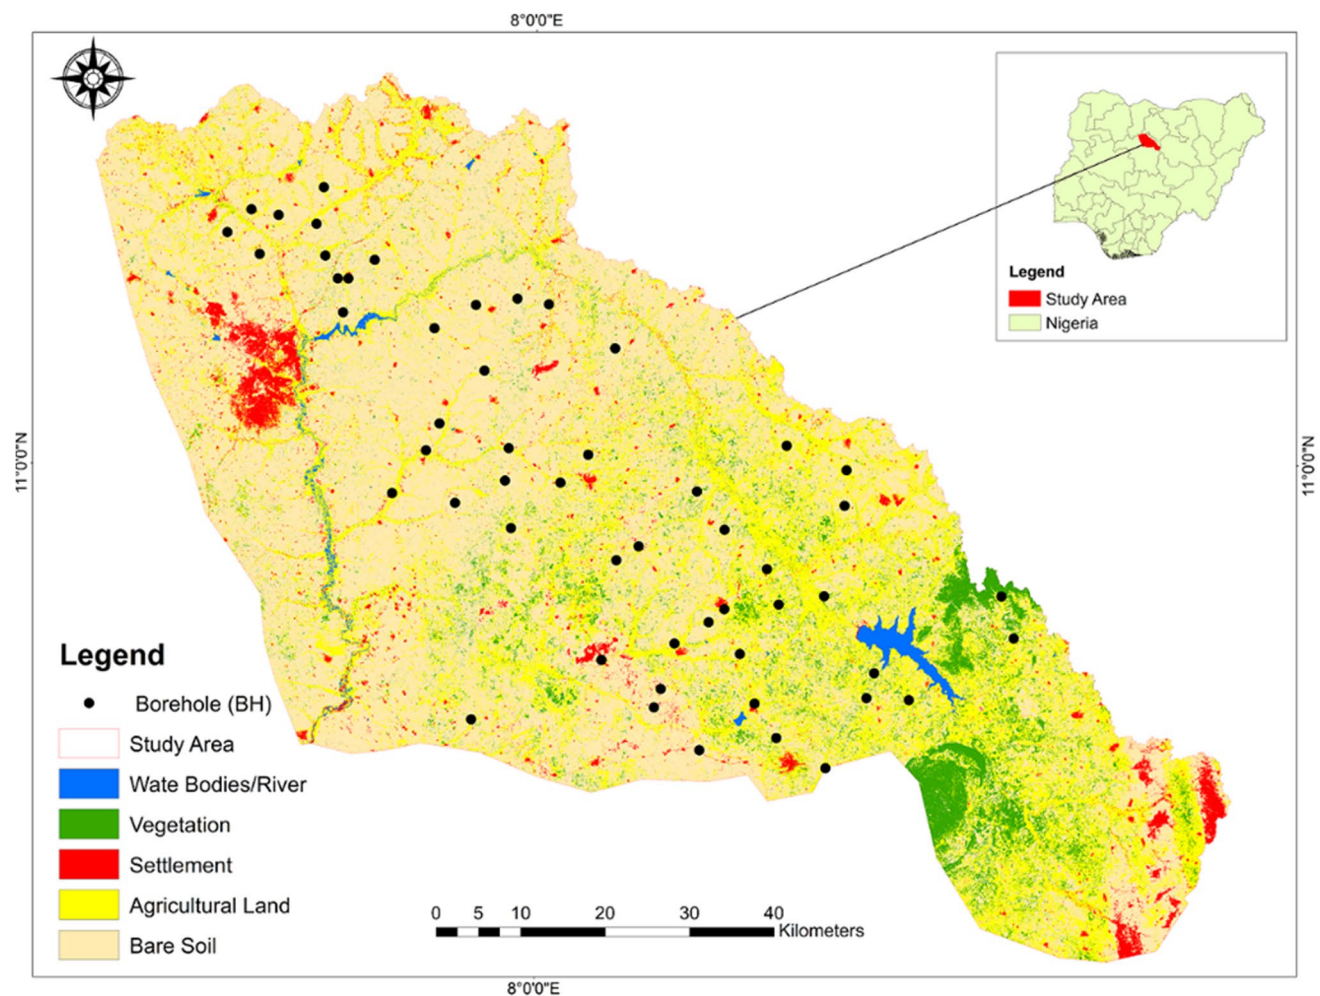 8°0'0"E
Legend
Study Area
Nigeria
11°0'0"N
11°0'0"N
Legend
Borehole (BH)
Study Area
Wate Bodies/River
Vegetation
Settlement
Agricultural Land
Bare Soil
0 5 10 20 30 40
Kilometers
8°0'0"E